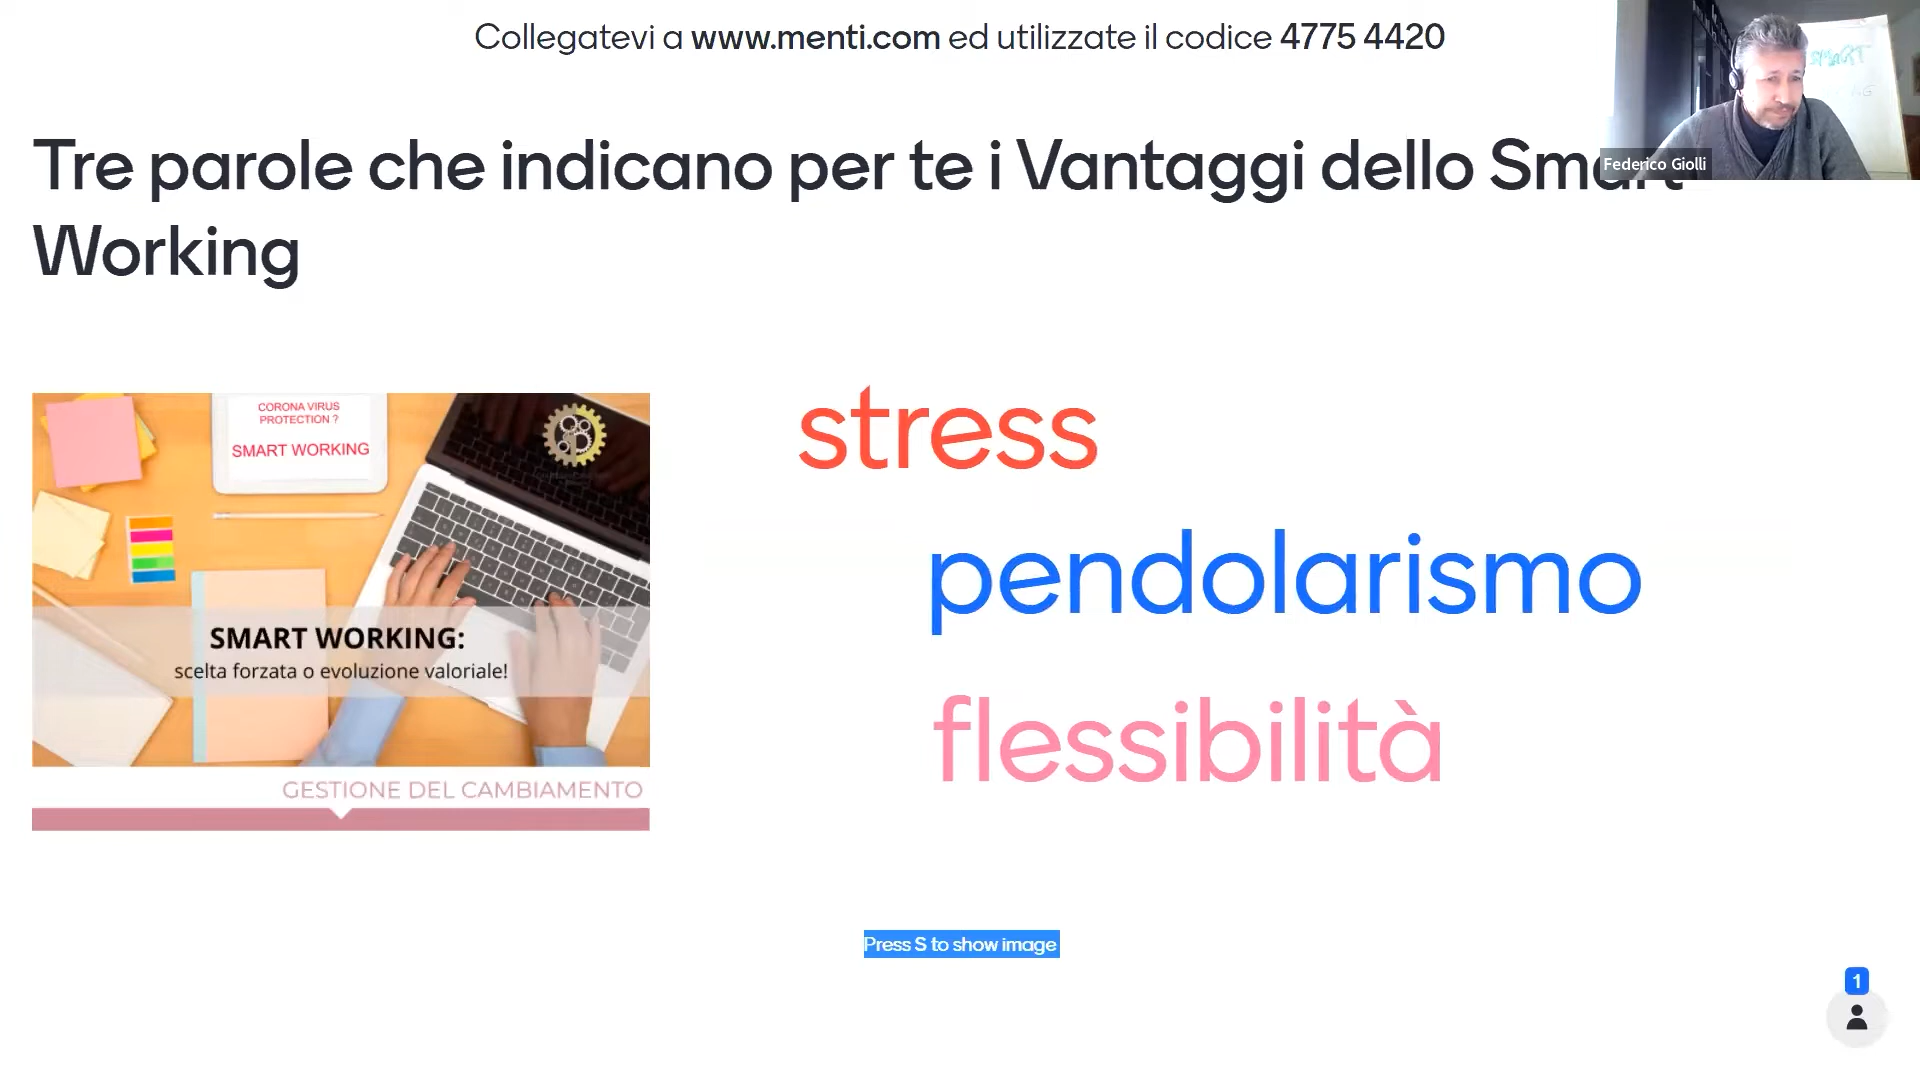 Collegatevi a www.menti.com ed utilizzate il codice 4775 4420
Tre parole che indicano per te i Vantaggi dello Smart
Working
Federico Giolli
CORONA VIRUS
PROTECTION ?
SMART WORKING
SMART WORKING:
scelta forzata o evoluzione valoriale!
GESTIONE DEL CAMBIAMENTO
stress
pendolarismo
flessibilità
Press S to show image
1